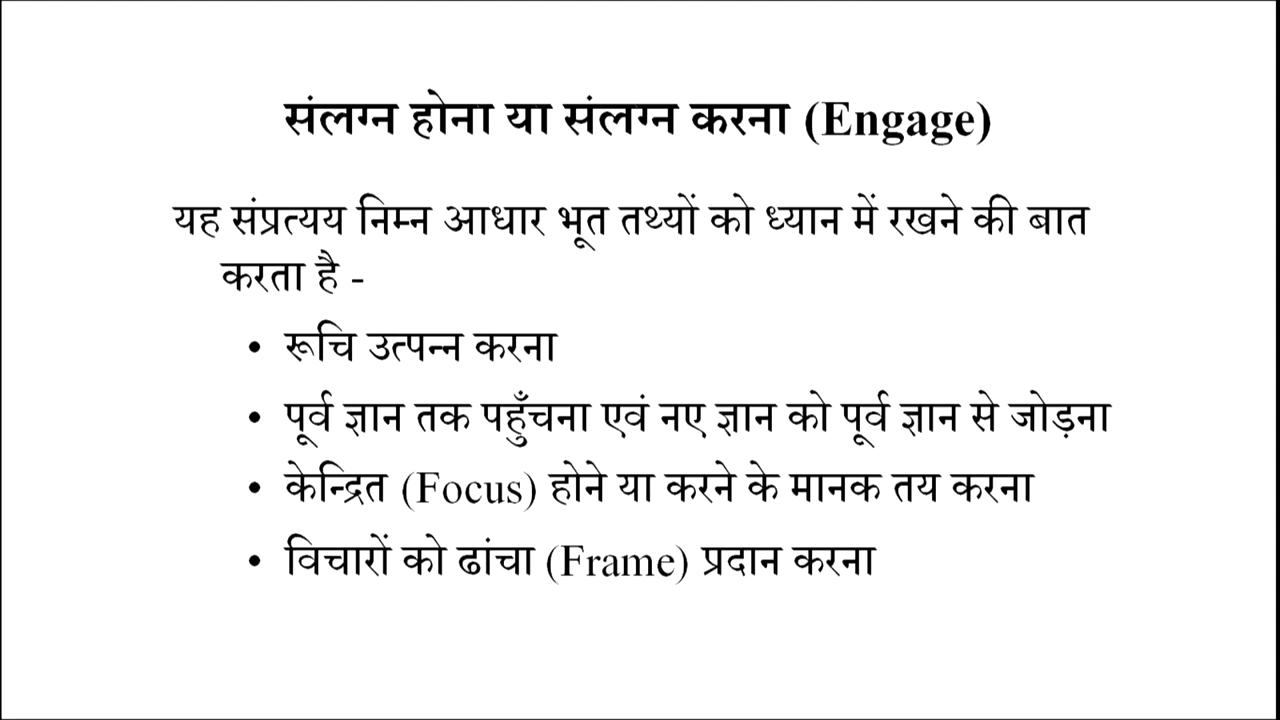 संलग्न होना या संलग्न करना (Engage)
यह संप्रत्यय निम्न आधार भूत तथ्यों को ध्यान में रखने की बात
करता है -
• रूचि उत्पन्न करना
• पूर्व ज्ञान तक पहुँचना एवं नए ज्ञान को पूर्व ज्ञान से जोड़ना
• केन्द्रित (Focus) होने या करने के मानक तय करना
• विचारों को ढांचा (Frame) प्रदान करना